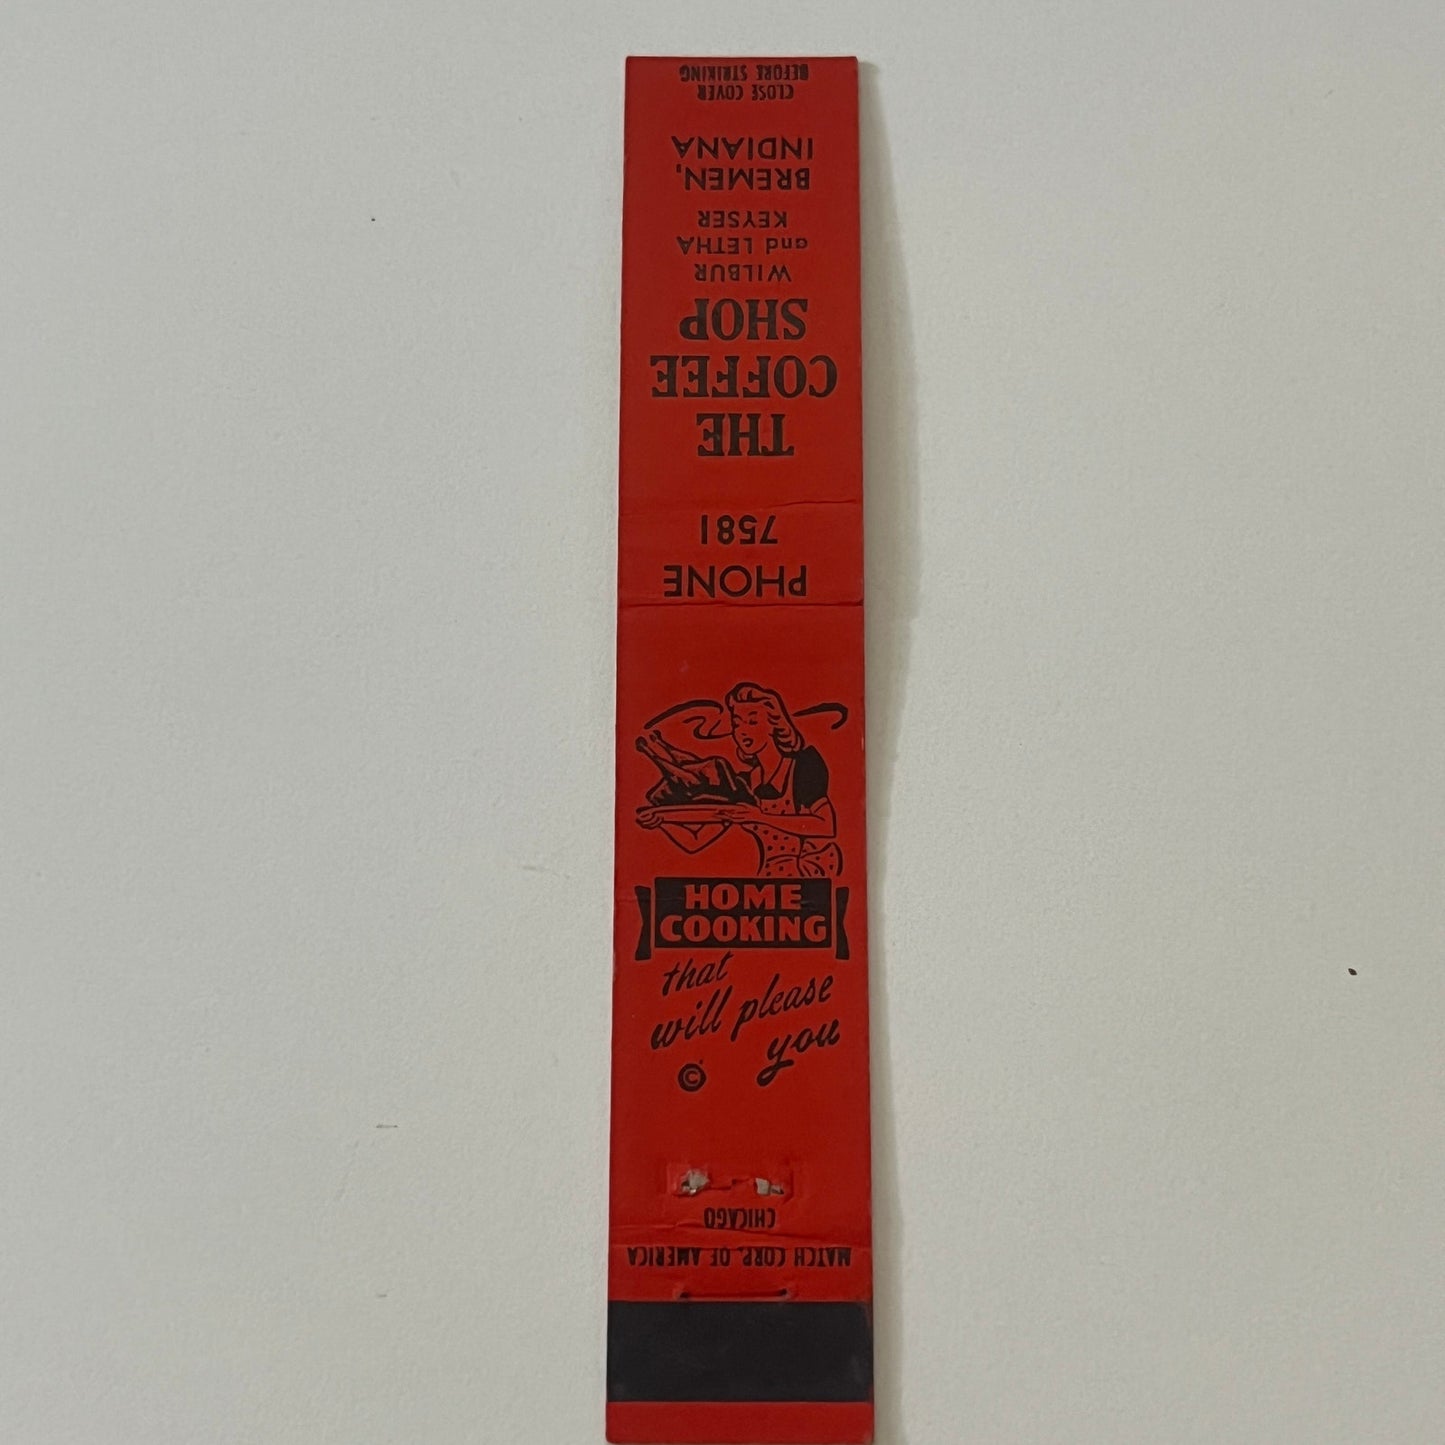 CLOSE COVER
BEFORE STRIKING
THE
COFFEE
SHOP
WILBUR
and LETHA
KEYSER
BREMEN,
INDIANA
PHONE
7581
HOME
COOKING
that
will please
you
©
MATCH CORP. OF AMERICA
CHICAGO